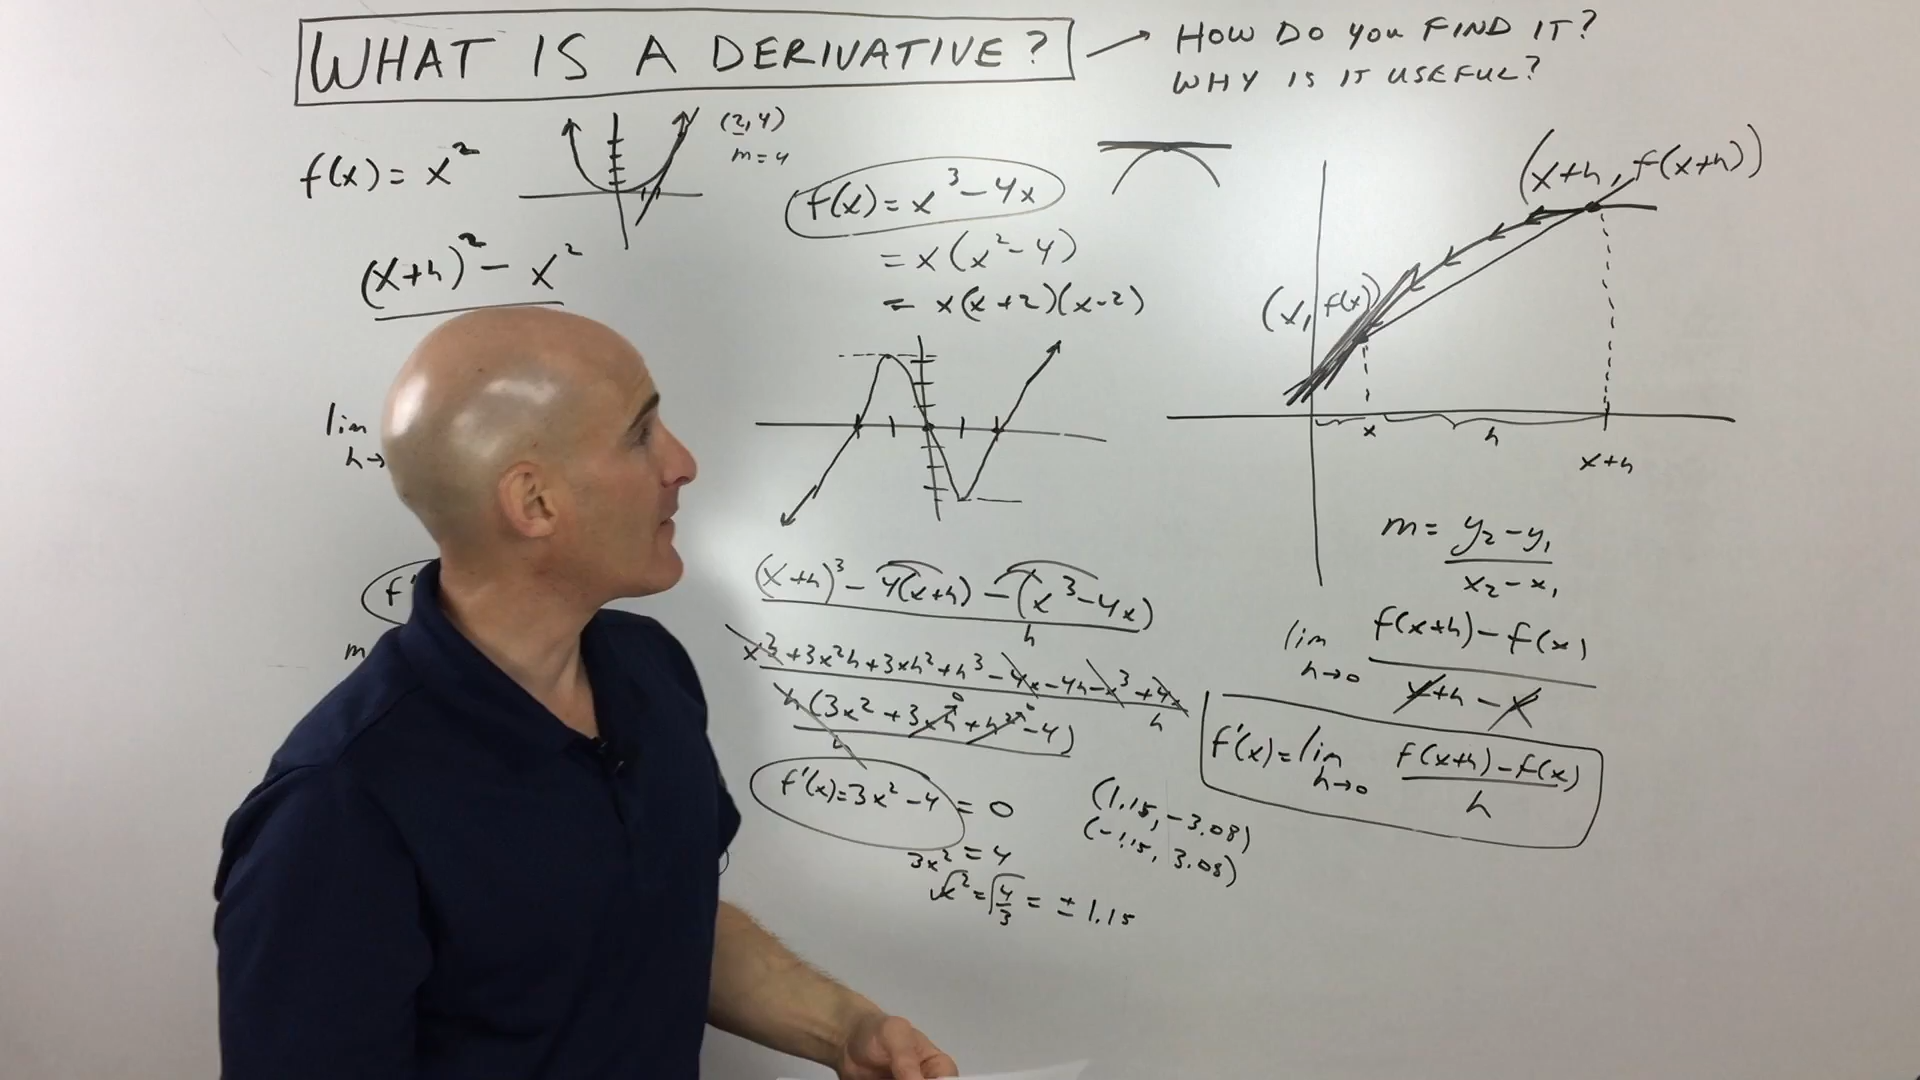 WHAT IS A DERIVATIVE?
HOW DO YOU FIND IT?
WHY IS IT USEFUL?
f(x) = x²
(2,4)
m=4
(x+h)² - x²
lim
h→
f'
m
f(x) = x³ - 4x
= x(x² - 4)
= x(x+2)(x-2)
(x+h)³ - 4(x+h) - (x³ - 4x)
h
x³ + 3x²h + 3xh² + h³ - 4x - 4h - x³ + 4x
h
h(3x² + 3xh + h² - 4)
h
0
0
f'(x) = 3x² - 4 = 0
3x² = 4
√x² = √4/3 = ± 1.15
(1.15, -3.08)
(-1.15, 3.08)
(x+h, f(x+h))
(x, f(x))
x
h
x+h
m = y₂ - y₁
x₂ - x₁
lim f(x+h) - f(x)
h→0 x+h - x
f'(x) = lim f(x+h) - f(x)
h→0 h